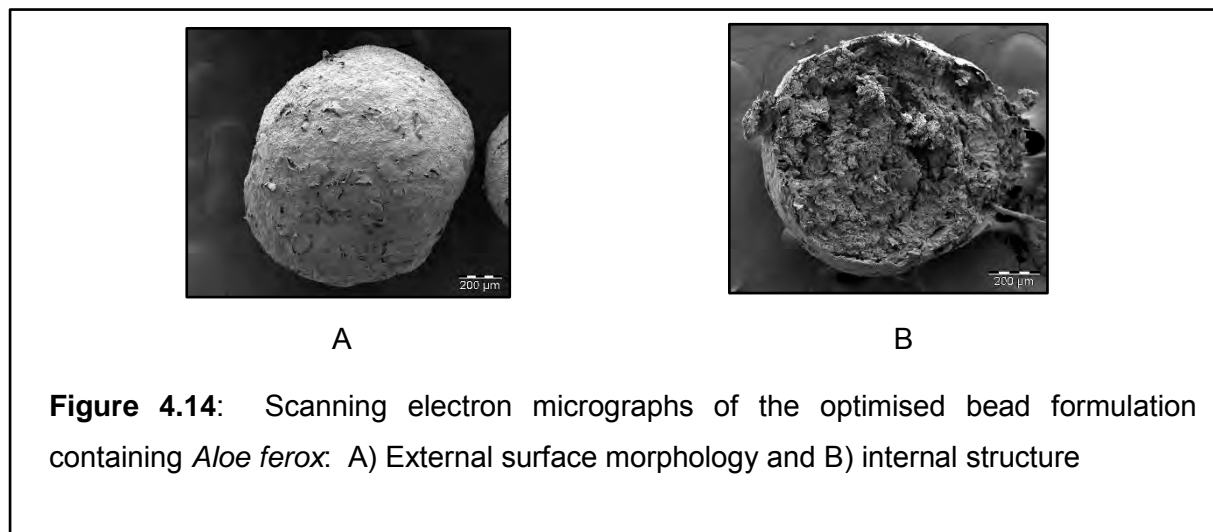 200 µm
200 µm
A
B
Figure 4.14: Scanning electron micrographs of the optimised bead formulation
containing Aloe ferox: A) External surface morphology and B) internal structure